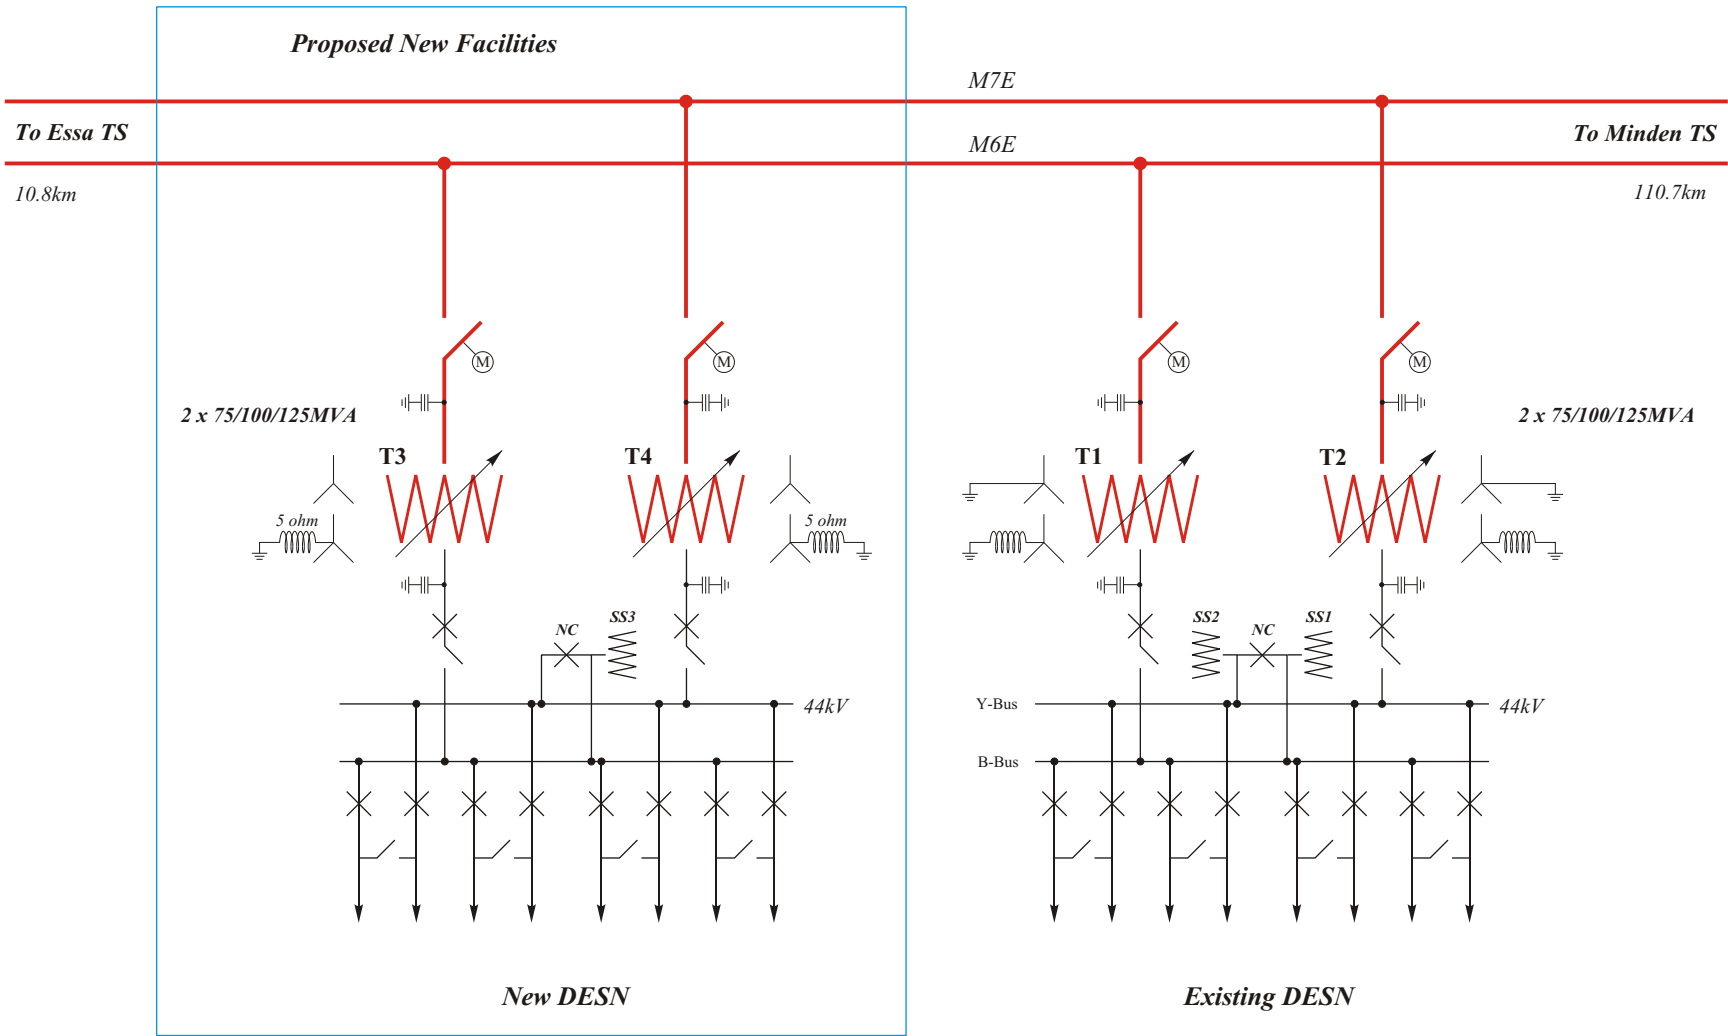 Proposed New Facilities
M7E
To Essa TS
M6E
To Minden TS
10.8km
110.7km
M
M
M
M
2 x 75/100/125MVA
2 x 75/100/125MVA
T3
T4
T1
T2
5 ohm
5 ohm
NC
SS3
SS2
NC
SS1
44kV
Y-Bus
44kV
B-Bus
New DESN
Existing DESN